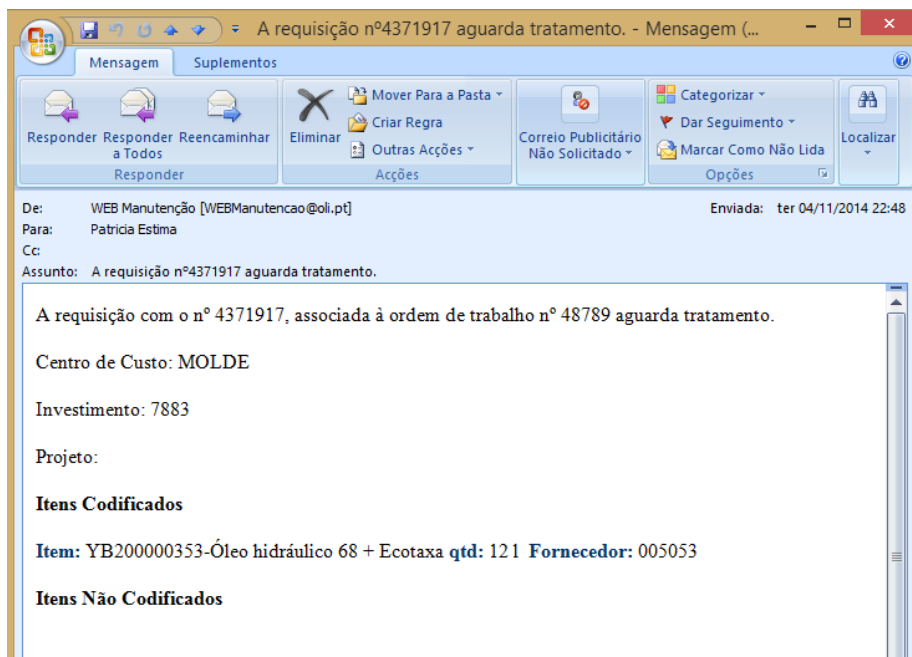 A requisição nº4371917 aguarda tratamento. - Mensagem (...
Mensagem Suplementos
Responder Responder a Todos Reencaminhar
Responder
Eliminar
Mover Para a Pasta
Criar Regra
Outras Acções
Acções
Correio Publicitário
Não Solicitado
Categorizar
Dar Seguimento
Marcar Como Não Lida
Opções
Localizar
De: WEB Manutenção [WEBManutencao@oli.pt] Enviada: ter 04/11/2014 22:48
Para: Patricia Estima
Cc:
Assunto: A requisição nº4371917 aguarda tratamento.
A requisição com o nº 4371917, associada à ordem de trabalho nº 48789 aguarda tratamento.
Centro de Custo: MOLDE
Investimento: 7883
Projeto:
Itens Codificados
Item: YB200000353-Óleo hidráulico 68 + Ecotaxa qtd: 121 Fornecedor: 005053
Itens Não Codificados